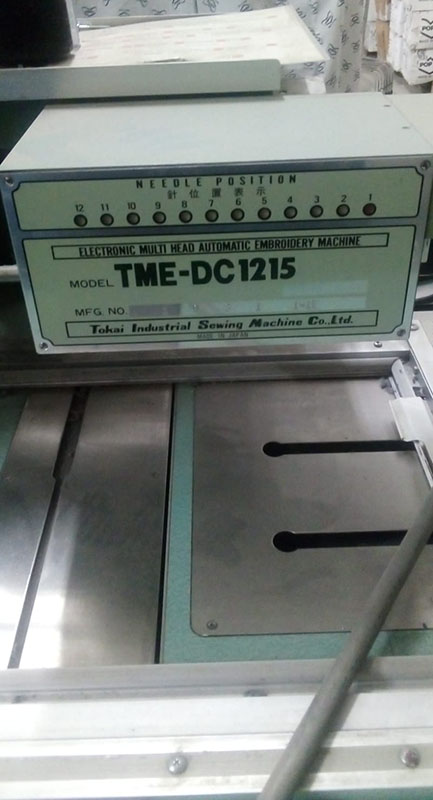 NEEDLE POSITION
計位置表示
12 11 10 9 8 7 6 5 4 3 2 1
ELECTRONIC MULTI HEAD AUTOMATIC EMBROIDERY MACHINE
MODEL TME-DC1215
MFG. NO.
Tokai Industrial Sewing Machine Co., Ltd.
MADE IN JAPAN